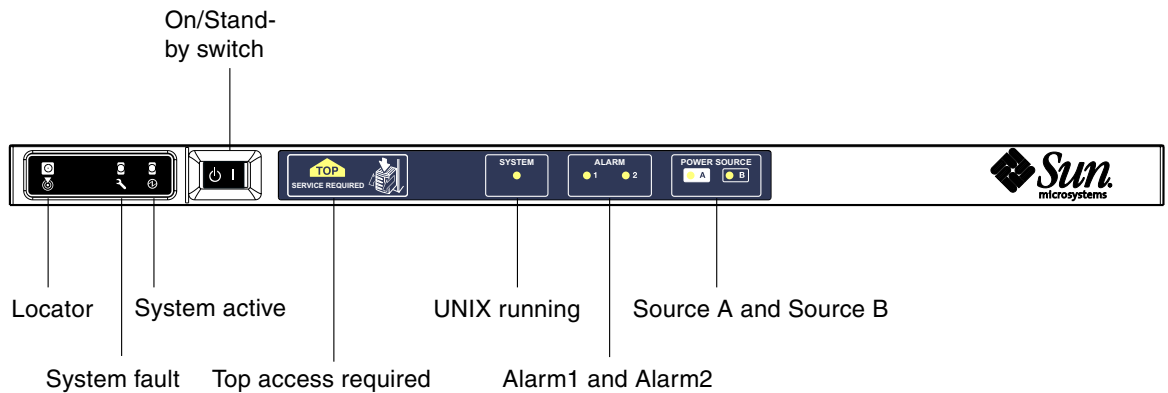 On/Stand-
by switch
TOP
SERVICE REQUIRED
SYSTEM
ALARM
1 2
POWER SOURCE
A B
Sun.
microsystems
Locator
System active
UNIX running
Source A and Source B
System fault
Top access required
Alarm1 and Alarm2